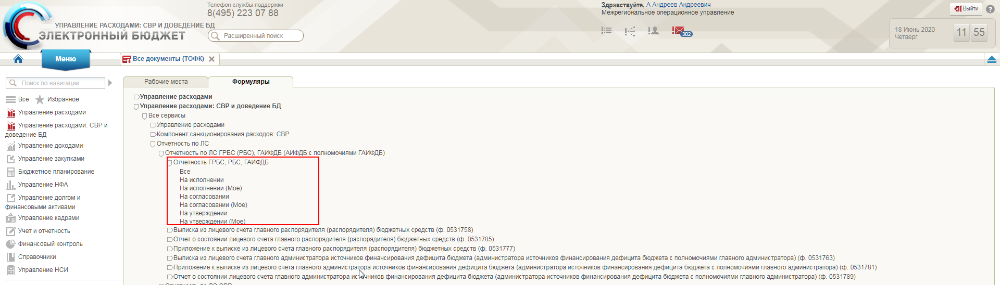 Телефон службы поддержки
8(495) 223 07 88
УПРАВЛЕНИЕ РАСХОДАМИ: СВР И ДОВЕДЕНИЕ БД
ЭЛЕКТРОННЫЙ БЮДЖЕТ
Расширенный поиск
Здравствуйте, А Андреев Андреевич
Межрегиональное операционное управление
302
Выйти
?
18 Июнь 2020
Четверг
11 55
Меню
Все документы (ТОФК)
Поиск по навигации
Все Избранное
Управление расходами
Управление расходами: СВР и
доведение БД
Управление доходами
Управление закупками
Бюджетное планирование
Управление НФА
Управление долгом и
финансовыми активами
Управление кадрами
Учет и отчетность
Финансовый контроль
Справочники
Управление НСИ
Рабочие места
Формуляры
Управление расходами
Управление расходами: СВР и доведение БД
Все сервисы
Управление расходами
Компонент санкционирования расходов: СВР
Отчетность по ЛС
Отчетность по ЛС ГРБС (РБС), ГАИФДБ (АИФДБ с полномочиями ГАИФДБ)
Отчетность ГРБС, РБС, ГАИФДБ
Все
На исполнении
На исполнении (Мое)
На согласовании
На согласовании (Мое)
На утверждении
На утверждении (Мое)
Выписка из лицевого счета главного распорядителя (распорядителя) бюджетных средств (ф. 0531758)
Отчет о состоянии лицевого счета главного распорядителя (распорядителя) бюджетных средств (ф. 0531785)
Приложение к выписке из лицевого счета главного распорядителя (распорядителя) бюджетных средств (ф. 0531777)
Выписка из лицевого счета главного администратора источников финансирования дефицита бюджета (администратора источников финансирования дефицита бюджета с полномочиями главного администратора) (ф. 0531763)
Приложение к выписке из лицевого счета главного администратора источников финансирования дефицита бюджета (администратора источников финансирования дефицита бюджета с полномочиями главного администратора) (ф. 0531781)
Отчет о состоянии лицевого счета главного администратора источников финансирования дефицита бюджета (администратора источников финансирования дефицита бюджета с полномочиями главного администратора) (ф. 0531789)